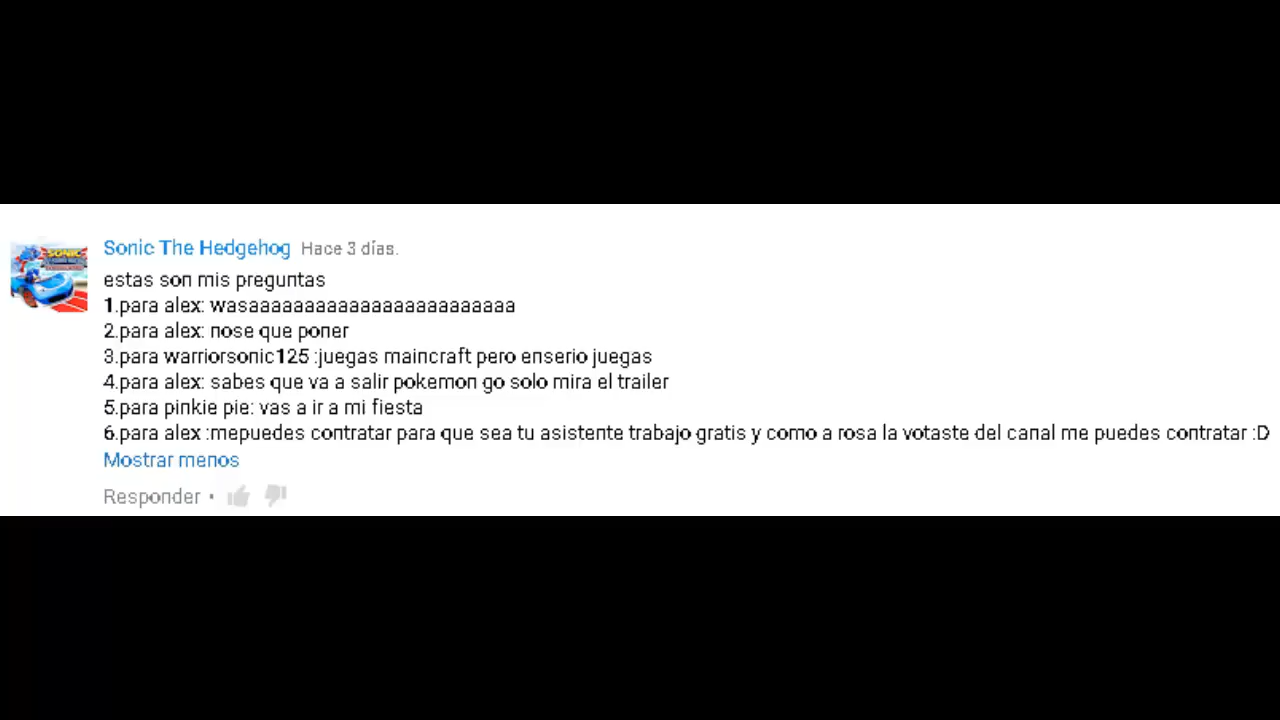 Sonic The Hedgehog Hace 3 días.
estas son mis preguntas
1.para alex: wasaaaaaaaaaaaaaaaaaaaaaaaa
2.para alex: nose que poner
3.para warriorsonic125 :juegas maincraft pero enserio juegas
4.para alex: sabes que va a salir pokemon go solo mira el trailer
5.para pinkie pie: vas a ir a mi fiesta
6.para alex :mepuedes contratar para que sea tu asistente trabajo gratis y como a rosa la votaste del canal me puedes contratar :D
Mostrar menos
Responder •